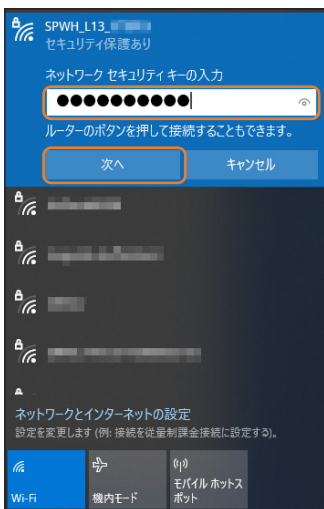 SPWH_L13_
セキュリティ保護あり
ネットワーク セキュリティ キーの入力
●●●●●●●●●●
ルーターのボタンを押して接続することもできます。
次へ
キャンセル
ネットワークとインターネットの設定
設定を変更します (例: 接続を従量制課金接続に設定する)。
Wi-Fi
機内モード
モバイル ホットス
ポット